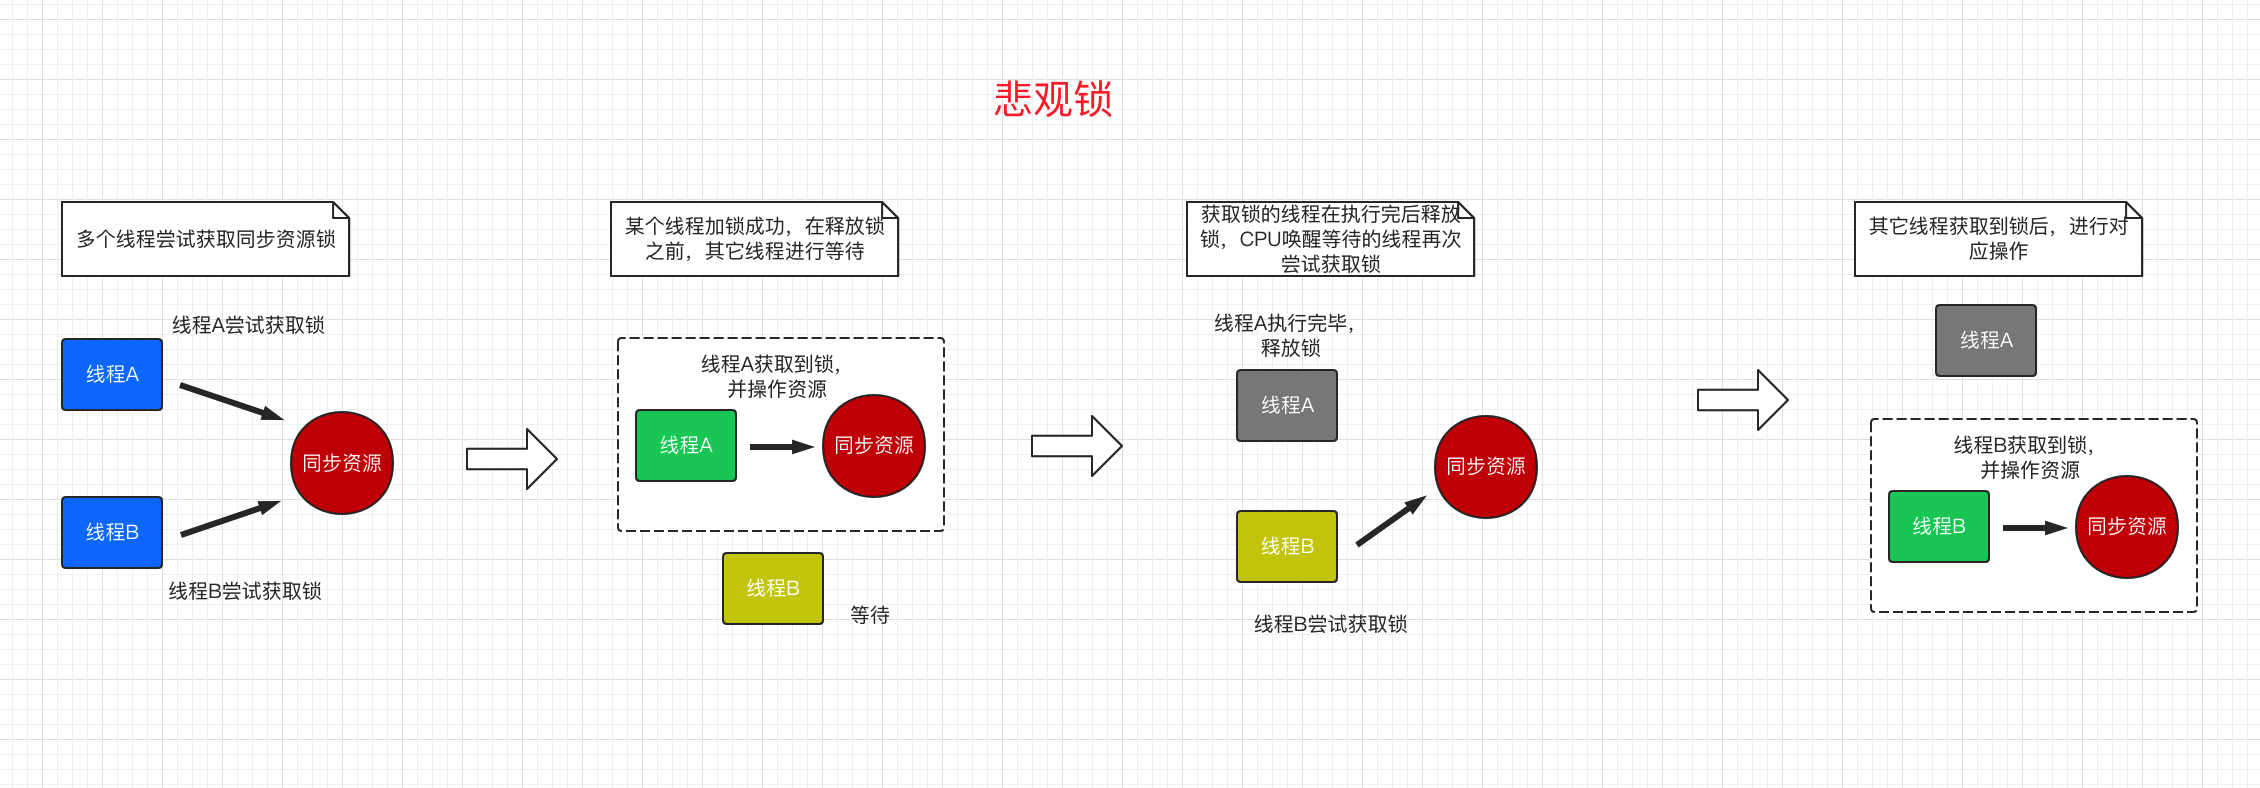 悲观锁
多个线程尝试获取同步资源锁
线程A尝试获取锁
线程A
同步资源
线程B
线程B尝试获取锁
某个线程加锁成功，在释放锁
之前，其它线程进行等待
线程A获取到锁，
并操作资源
线程A
同步资源
线程B
等待
获取锁的线程在执行完后释放
锁，CPU唤醒等待的线程再次
尝试获取锁
线程A执行完毕，
释放锁
线程A
同步资源
线程B
线程B尝试获取锁
其它线程获取到锁后，进行对
应操作
线程A
线程B获取到锁，
并操作资源
线程B
同步资源